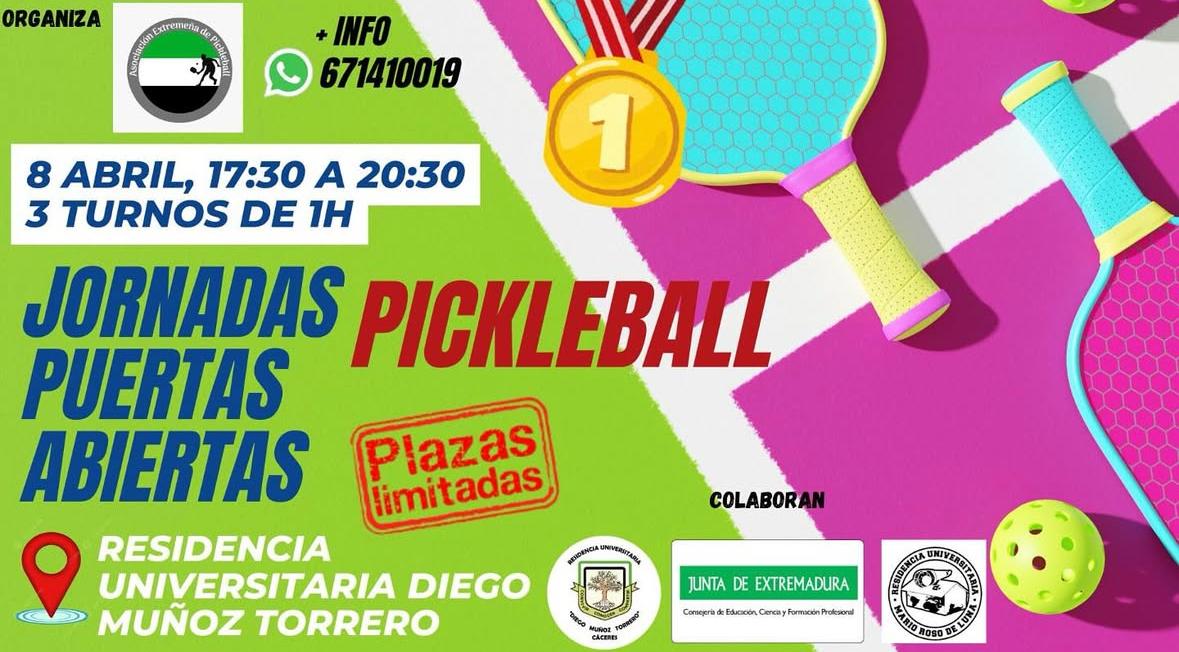 ORGANIZA
Asociación Extremeña de Pickleball
+ INFO
671410019
1
8 ABRIL, 17:30 A 20:30
3 TURNOS DE 1H
JORNADAS
PUERTAS
ABIERTAS
PICKLEBALL
Plazas
limitadas
RESIDENCIA
UNIVERSITARIA DIEGO
MUÑOZ TORRERO
COLABORAN
RESIDENCIA UNIVERSITARIA
"DIEGO MUÑOZ TORRERO"
CÁCERES
JUNTA DE EXTREMADURA
Consejería de Educación, Ciencia y Formación Profesional
RESIDENCIA UNIVERSITARIA
MARIO ROSO DE LUNA